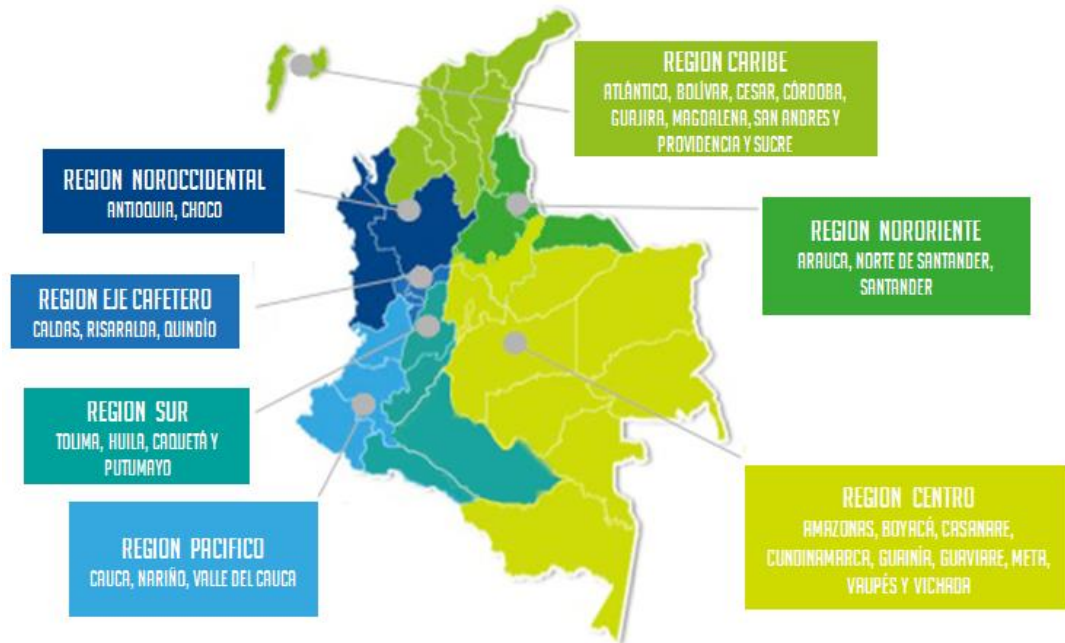 REGION CARIBE
ATLÁNTICO, BOLÍVAR, CESAR, CÓRDOBA,
GUAJIRA, MAGDALENA, SAN ANDRES Y
PROVIDENCIA Y SUCRE
REGION NOROCCIDENTAL
ANTIOQUIA, CHOCO
REGION NORORIENTE
ARAUCA, NORTE DE SANTANDER,
SANTANDER
REGION EJE CAFETERO
CALDAS, RISARALDA, QUINDÍO
REGION SUR
TOLIMA, HUILA, CAQUETÁ Y
PUTUMAYO
REGION CENTRO
AMAZONAS, BOYACÁ, CASANARE,
CUNDINAMARCA, GUAINÍA, GUAVIARE, META,
VAUPÉS Y VICHADA
REGION PACIFICO
CAUCA, NARIÑO, VALLE DEL CAUCA